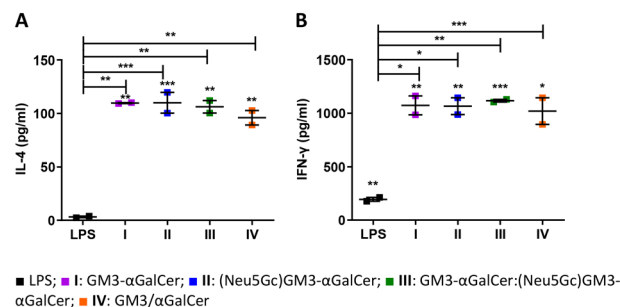 A
B
**
**
***
**
***
**
*
*
150
100
50
0
IL-4 (pg/ml)
**
***
**
**
LPS
I
II
III
IV
1500
1000
500
0
IFN-γ (pg/ml)
**
**
**
***
*
LPS
I
II
III
IV
LPS; I: GM3-αGalCer; II: (Neu5Gc)GM3-αGalCer; III: GM3-αGalCer:(Neu5Gc)GM3-
αGalCer; IV: GM3/αGalCer